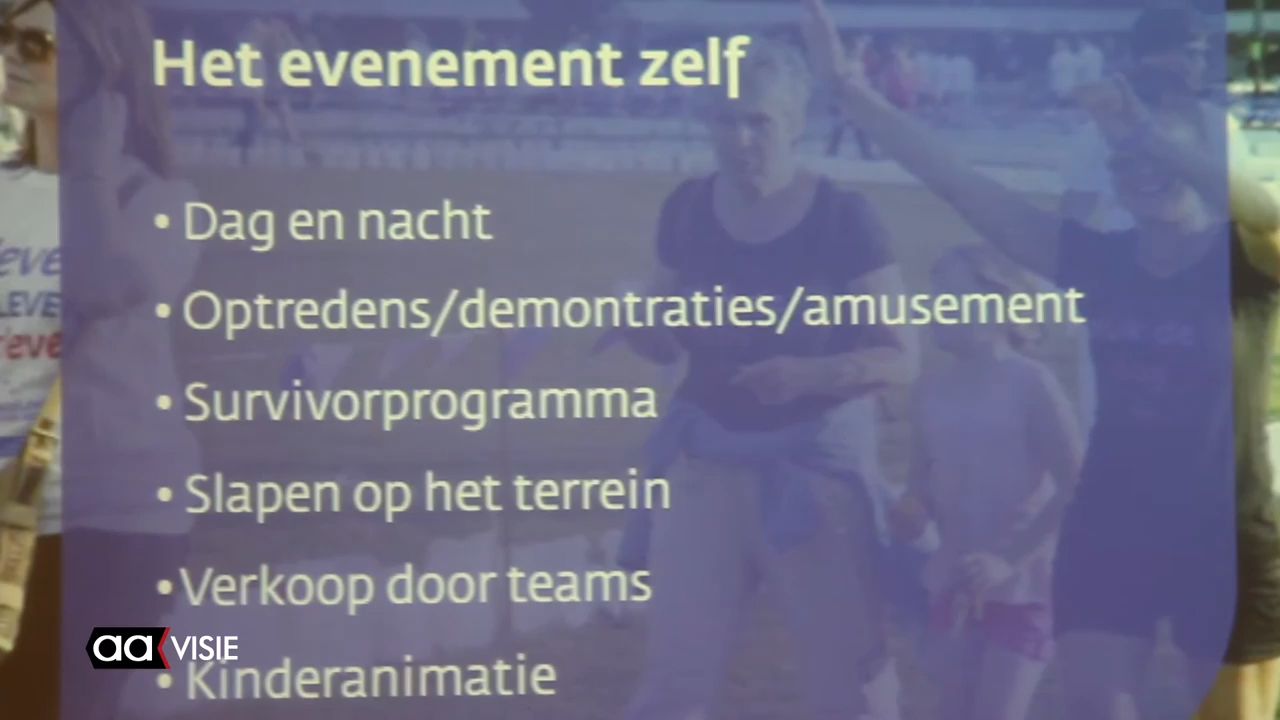 Het evenement zelf
• Dag en nacht
• Optredens/demontraties/amusement
• Survivorprogramma
• Slapen op het terrein
• Verkoop door teams
• Kinderanimatie
aa VISIE